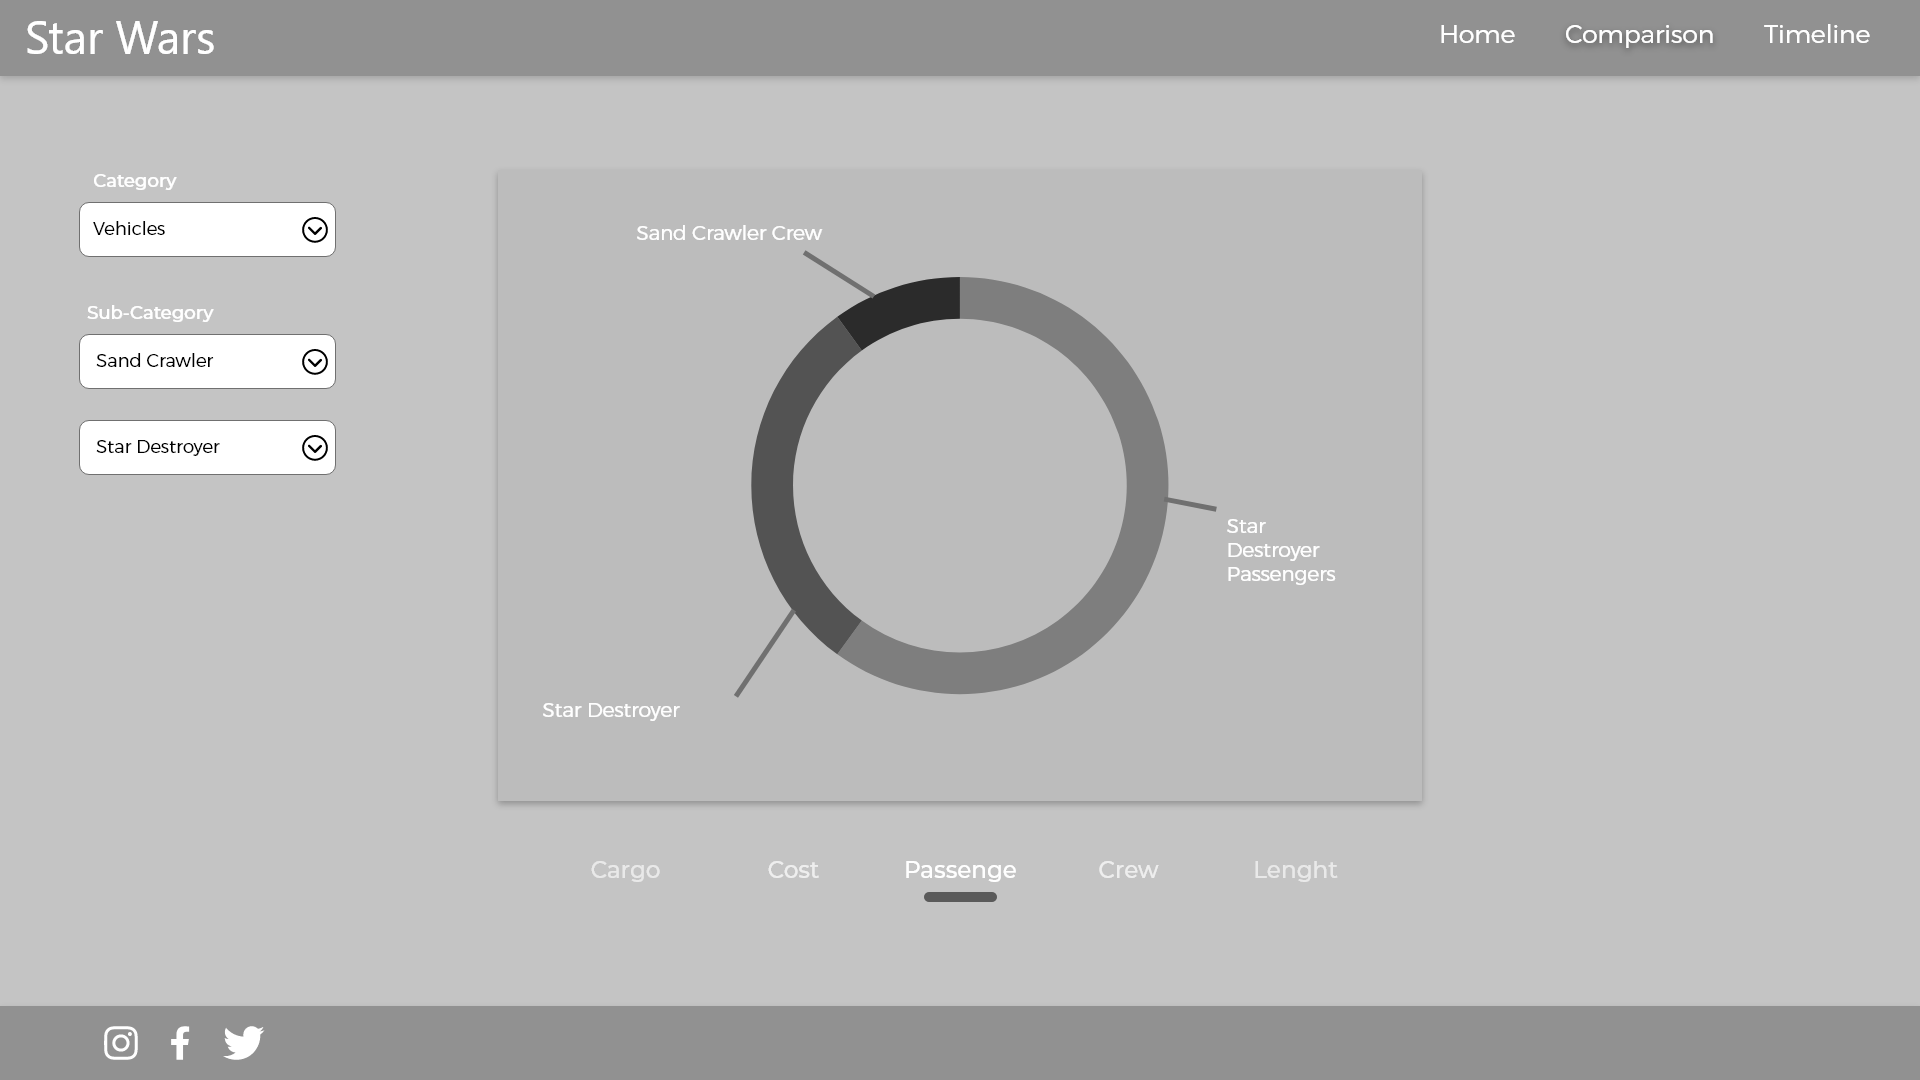 Star Wars
Home
Comparison
Timeline
Category
Vehicles
Sub-Category
Sand Crawler
Star Destroyer
Sand Crawler Crew
Star
Destroyer
Passengers
Star Destroyer
Cargo
Cost
Passenge
Crew
Lenght